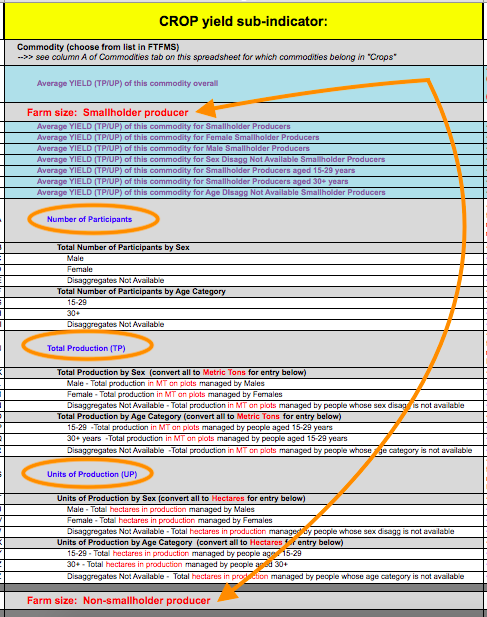 CROP yield sub-indicator:
Commodity (choose from list in FTFMS)
-->> see column A of Commodities tab on this spreadsheet for which commodities belong in "Crops"
Average YIELD (TP/UP) of this commodity overall
Farm size: Smallholder producer
Average YIELD (TP/UP) of this commodity for Smallholder Producers
Average YIELD (TP/UP) of this commodity for Female Smallholder Producers
Average YIELD (TP/UP) of this commodity for Male Smallholder Producers
Average YIELD (TP/UP) of this commodity for Sex Disagg Not Available Smallholder Producers
Average YIELD (TP/UP) of this commodity for Smallholder Producers aged 15-29 years
Average YIELD (TP/UP) of this commodity for Smallholder Producers aged 30+ years
Average YIELD (TP/UP) of this commodity for Age DIsagg Not Available Smallholder Producers
Number of Participants
Total Number of Participants by Sex
Male
Female
Disaggregates Not Available
Total Number of Participants by Age Category
15-29
30+
Disaggregates Not Available
Total Production (TP)
Total Production by Sex (convert all to Metric Tons for entry below)
Male - Total production in MT on plots managed by Males
Female - Total production in MT on plots managed by Females
Disaggregates Not Available - Total production in MT on plots managed by people whose sex disagg is not available
Total Production by Age Category (convert all to Metric Tons for entry below)
15-29 -Total production in MT on plots managed by people aged 15-29 years
30+ years -Total production in MT on plots managed by people aged 15-29 years
Disaggregates Not Available -Total production in MT on plots managed by people whose age category is not available
Units of Production (UP)
Units of Production by Sex (convert all to Hectares for entry below)
Male - Total hectares in production managed by Males
Female - Total hectares in production managed by Females
Disaggregates Not Available - Total hectares in production managed by people whose sex disagg is not available
Units of Production by Age Category (convert all to Hectares for entry below)
15-29 - Total hectares in production managed by people aged 15-29
30+ - Total hectares in production managed by people aged 30+
Disaggregates Not Available - Total hectares in production managed by people whose age category is not available
Farm size: Non-smallholder producer